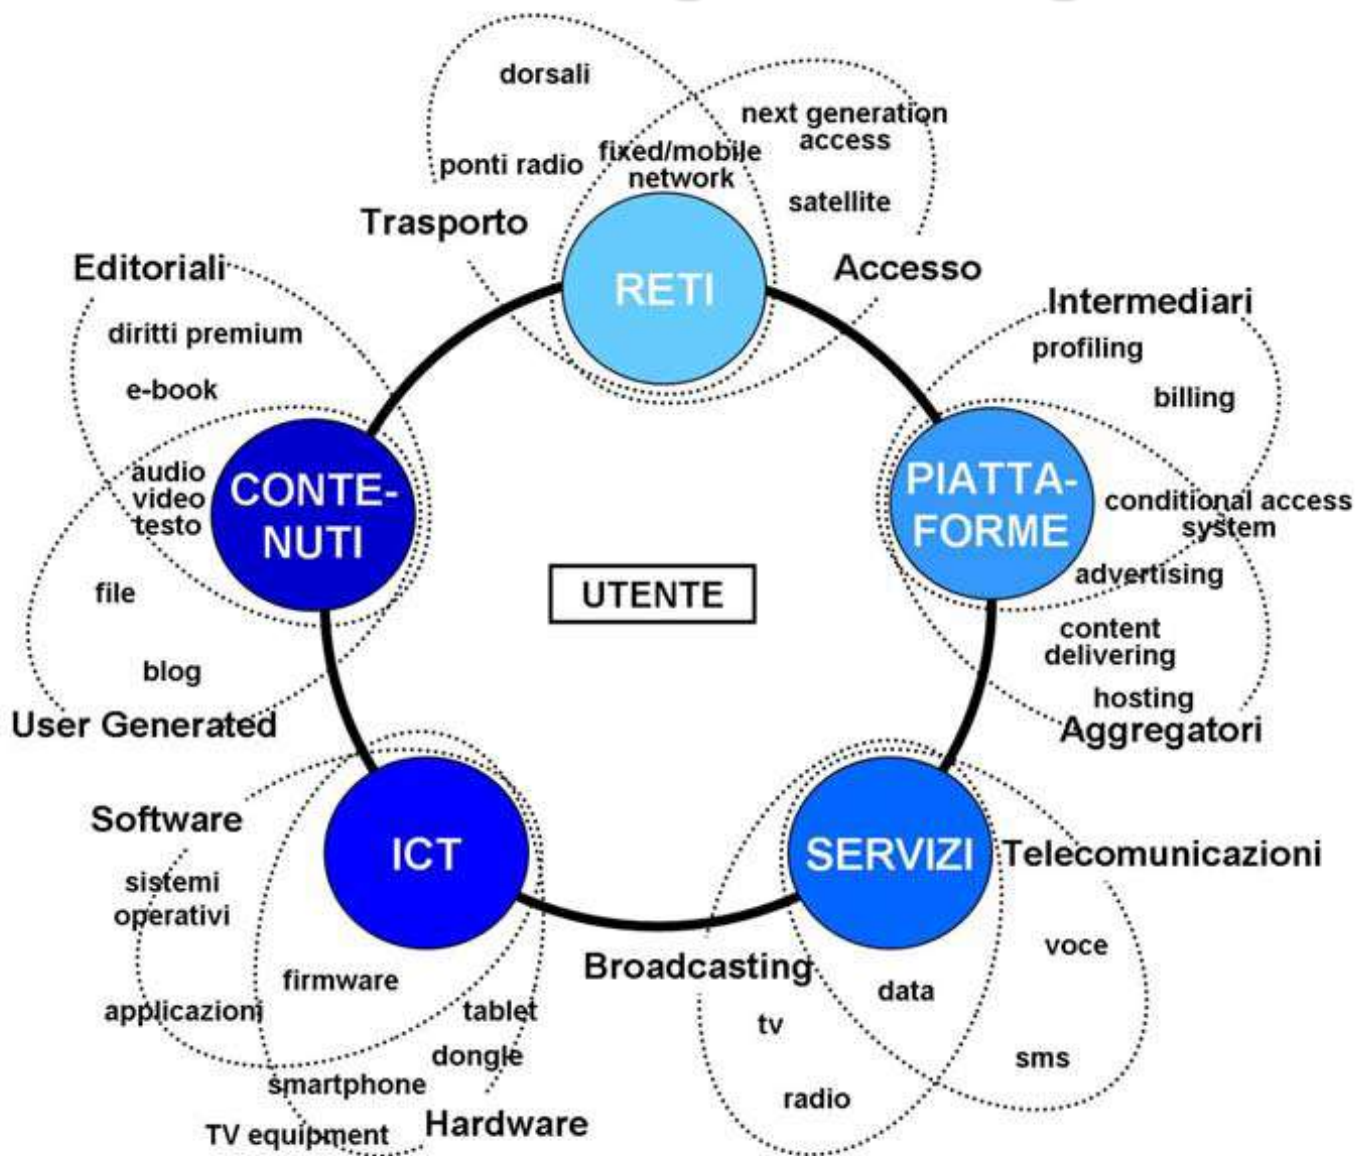 dorsali
next generation
access
ponti radio
fixed/mobile
network
satellite
Trasporto
RETI
Accesso
Editoriali
diritti premium
e-book
audio
video
testo
CONTE-
NUTI
file
blog
User Generated
Intermediari
profiling
billing
PIATTA-
FORME
conditional access
system
advertising
content
delivering
hosting
Aggregatori
UTENTE
Software
ICT
sistemi
operativi
firmware
applicazioni
tablet
dongle
smartphone
Hardware
TV equipment
SERVIZI
Telecomunicazioni
Broadcasting
voce
data
tv
sms
radio